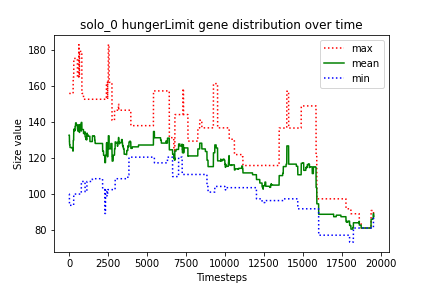 solo_0 hungerLimit gene distribution over time
max
mean
min
Size value
180
160
140
120
100
80
0
2500
5000
7500
10000
12500
15000
17500
20000
Timesteps